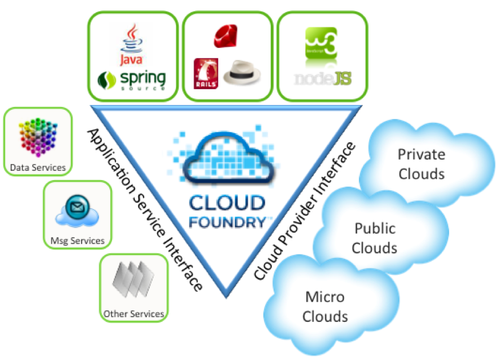 Java
spring
source
RAILS
nodeJS
Data Services
Msg Services
Other Services
Application Service Interface
CLOUD
FOUNDRY™
Cloud Provider Interface
Private
Clouds
Public
Clouds
Micro
Clouds